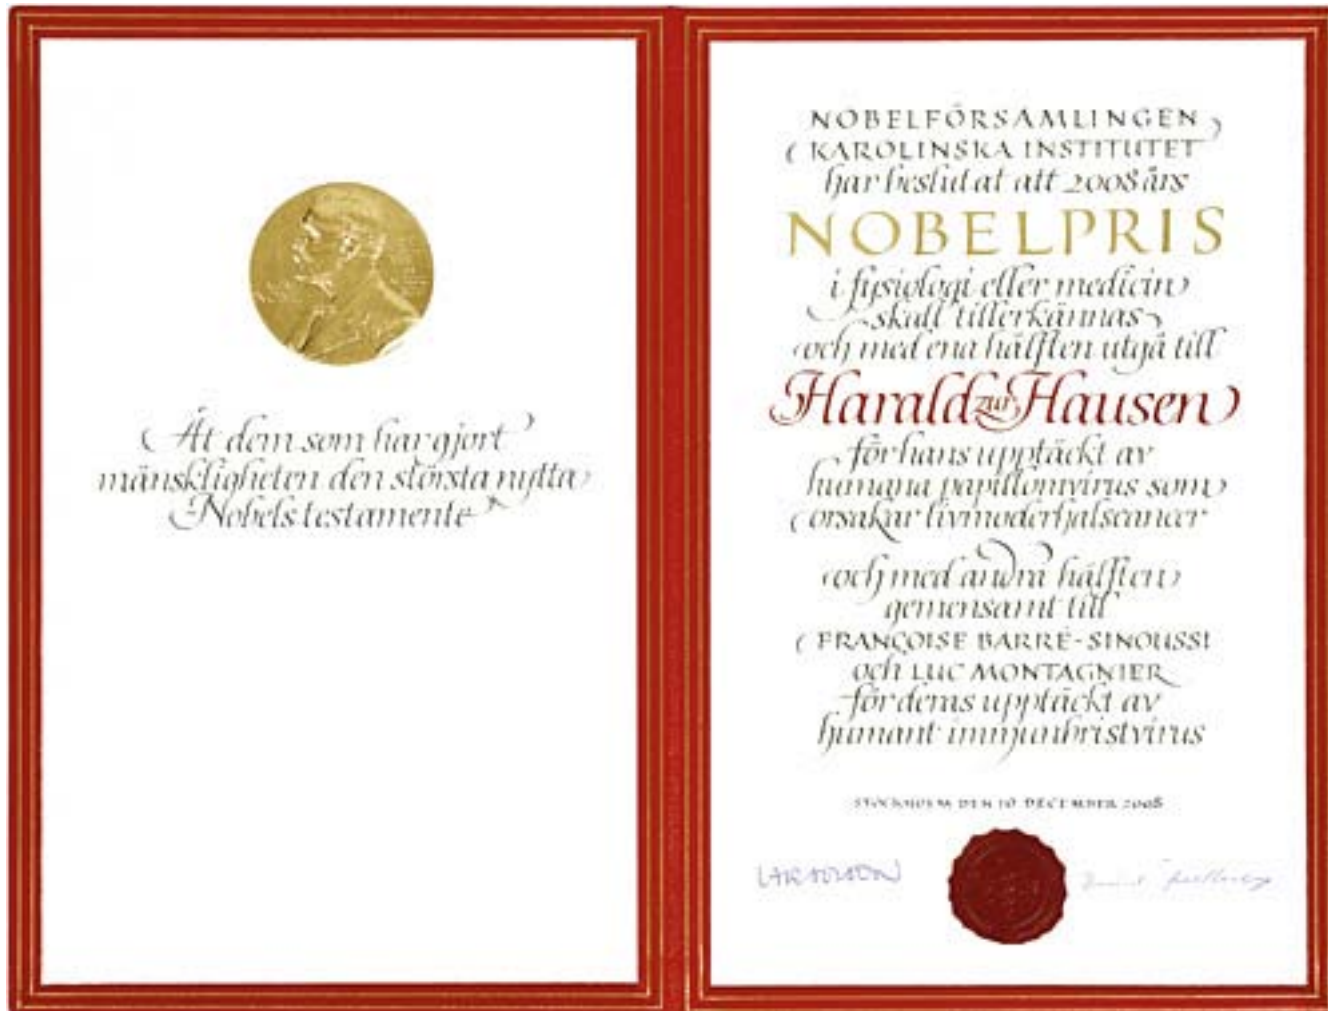 Åt dem som har gjort
mänskligheten den största nytta
Nobels testamente
NOBELFÖRSAMLINGEN
KAROLINSKA INSTITUTET
har beslutat att 2008 års
NOBELPRIS
i fysiologi eller medicin
skall tillerkännas
och med ena hälften utgå till
Harald zur Hausen
för hans upptäckt av
humana papillomvirus som
orsakar livmoderhalscancer
och med andra hälften
gemensamt till
FRANÇOISE BARRÉ-SINOUSSI
och LUC MONTAGNIER
för deras upptäckt av
humant immunbristvirus
STOCKHOLM DEN 10 DECEMBER 2008